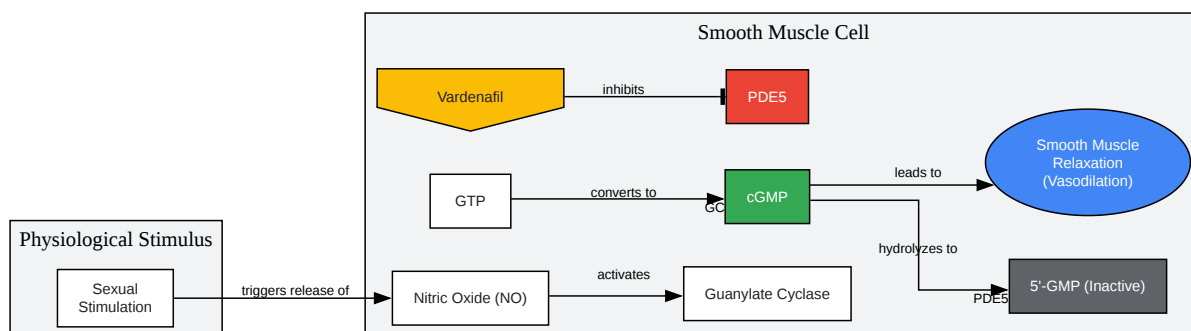 Smooth Muscle Cell
Vardenafil
inhibits
PDE5
Smooth Muscle
Relaxation
(Vasodilation)
leads to
GTP
converts to
GC
cGMP
Physiological Stimulus
hydrolyzes to
Sexual
Stimulation
triggers release of
Nitric Oxide (NO)
activates
Guanylate Cyclase
PDE5
5'-GMP (Inactive)